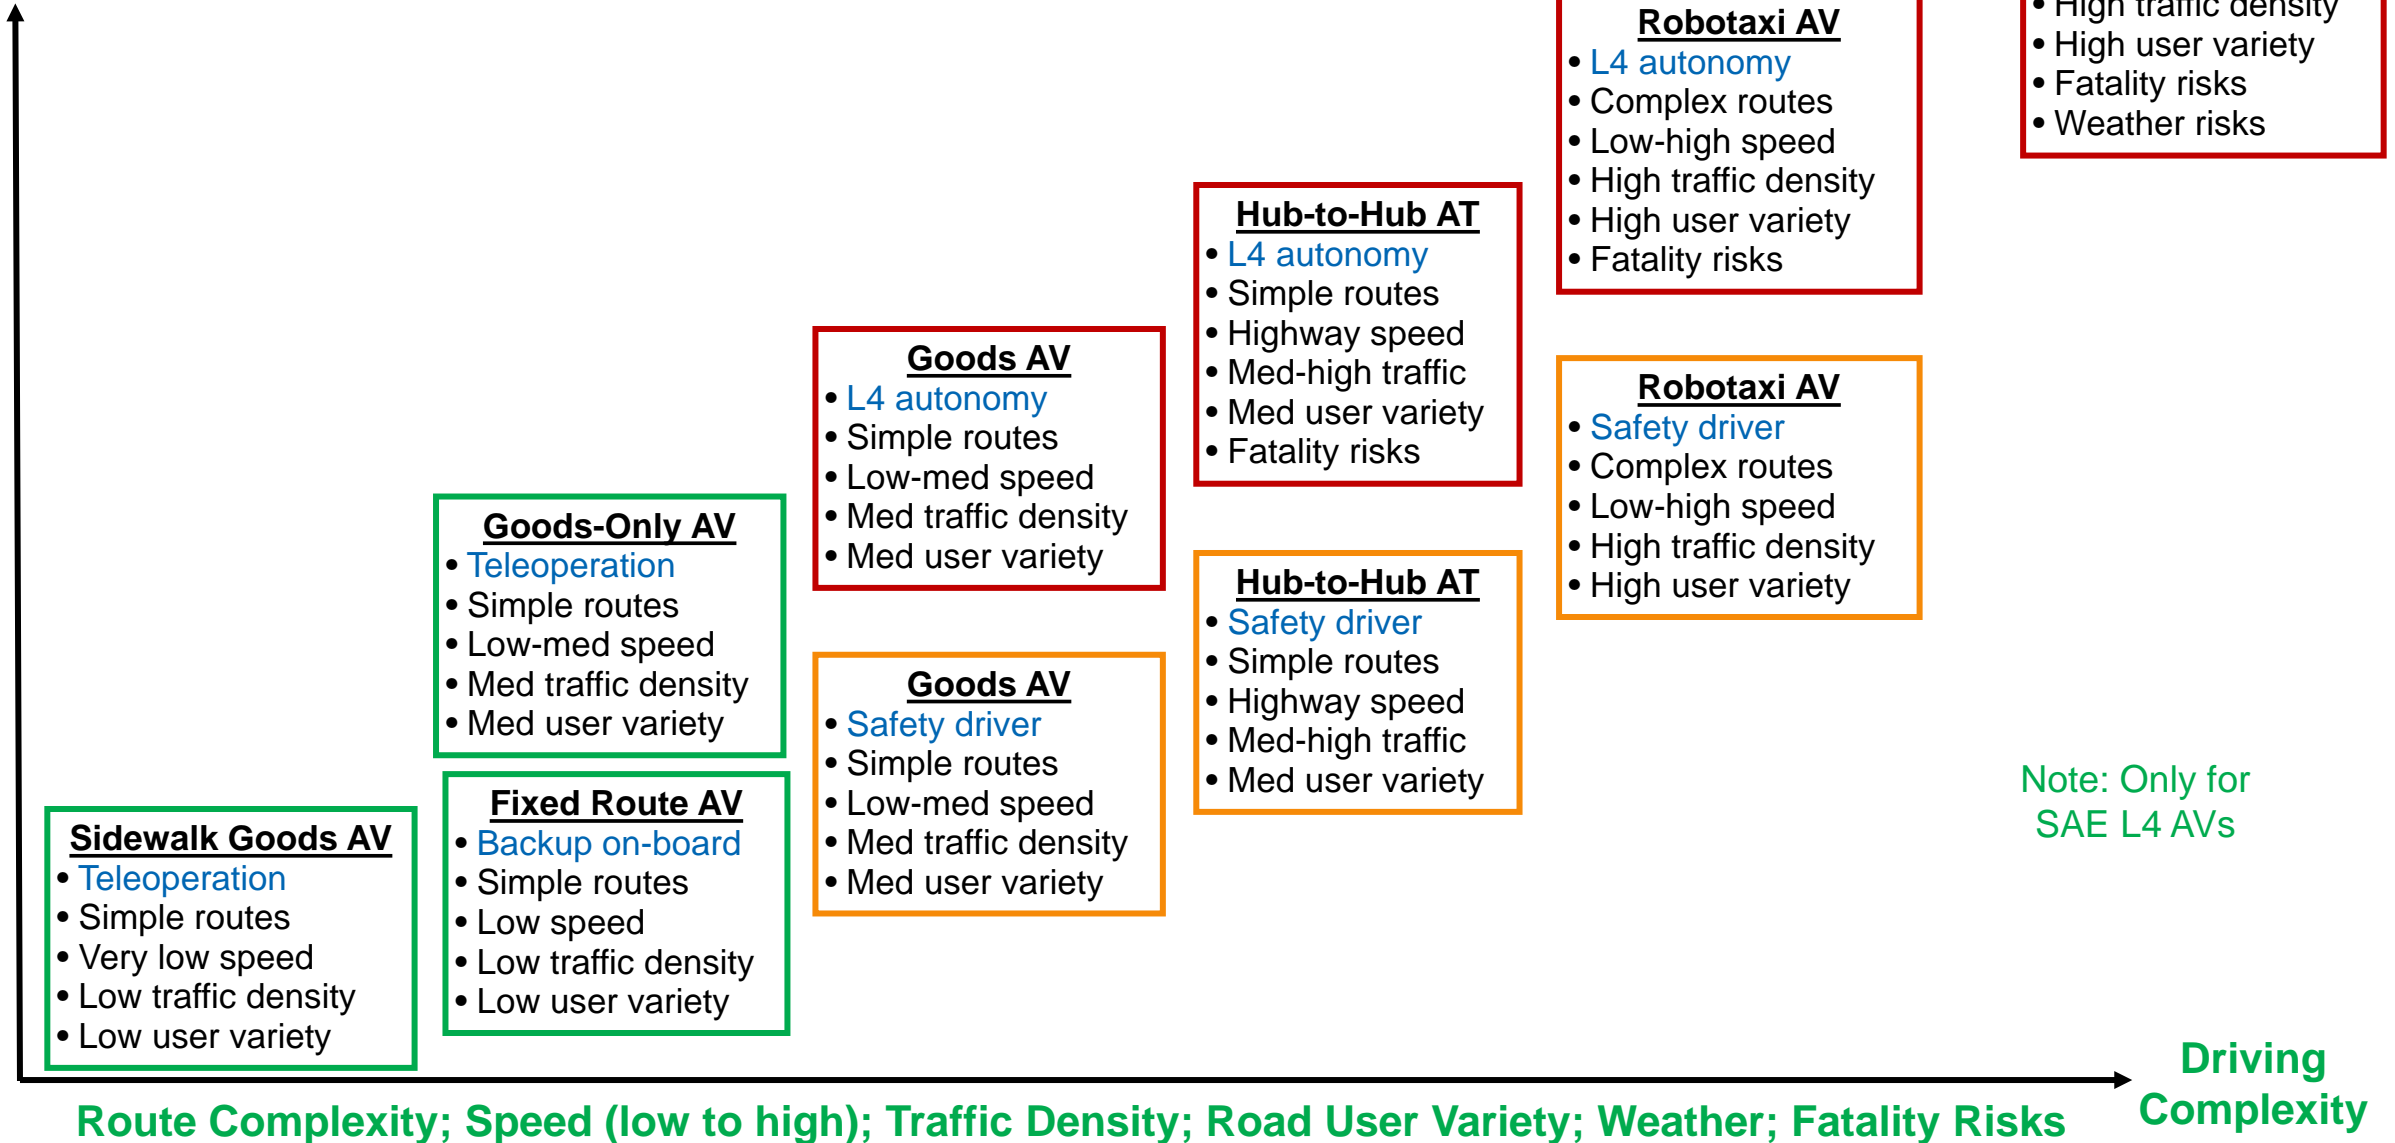 High traffic density
• High user variety
• Fatality risks
• Weather risks
Robotaxi AV
• L4 autonomy
• Complex routes
• Low-high speed
• High traffic density
• High user variety
• Fatality risks
Hub-to-Hub AT
• L4 autonomy
• Simple routes
• Highway speed
• Med-high traffic
• Med user variety
• Fatality risks
Goods AV
• L4 autonomy
• Simple routes
• Low-med speed
• Med traffic density
• Med user variety
Robotaxi AV
• Safety driver
• Complex routes
• Low-high speed
• High traffic density
• High user variety
Goods-Only AV
• Teleoperation
• Simple routes
• Low-med speed
• Med traffic density
• Med user variety
Hub-to-Hub AT
• Safety driver
• Simple routes
• Highway speed
• Med-high traffic
• Med user variety
Goods AV
• Safety driver
• Simple routes
• Low-med speed
• Med traffic density
• Med user variety
Fixed Route AV
• Backup on-board
• Simple routes
• Low speed
• Low traffic density
• Low user variety
Sidewalk Goods AV
• Teleoperation
• Simple routes
• Very low speed
• Low traffic density
• Low user variety
Note: Only for
SAE L4 AVs
Driving
Complexity
Route Complexity; Speed (low to high); Traffic Density; Road User Variety; Weather; Fatality Risks